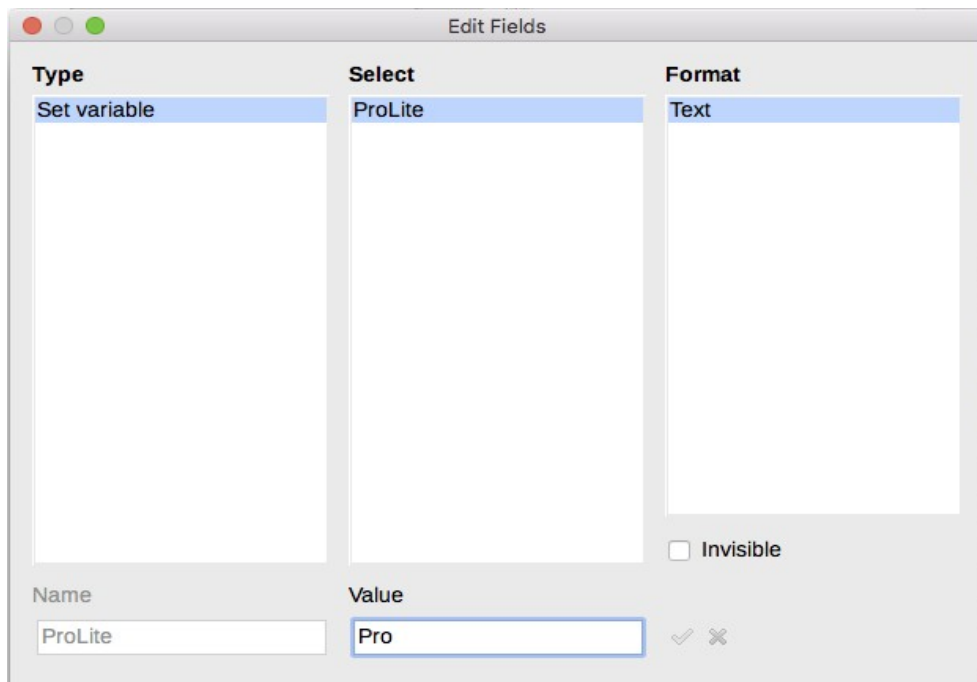 Edit Fields
Type Select Format
Set variable ProLite Text
Invisible
Name Value
ProLite Pro